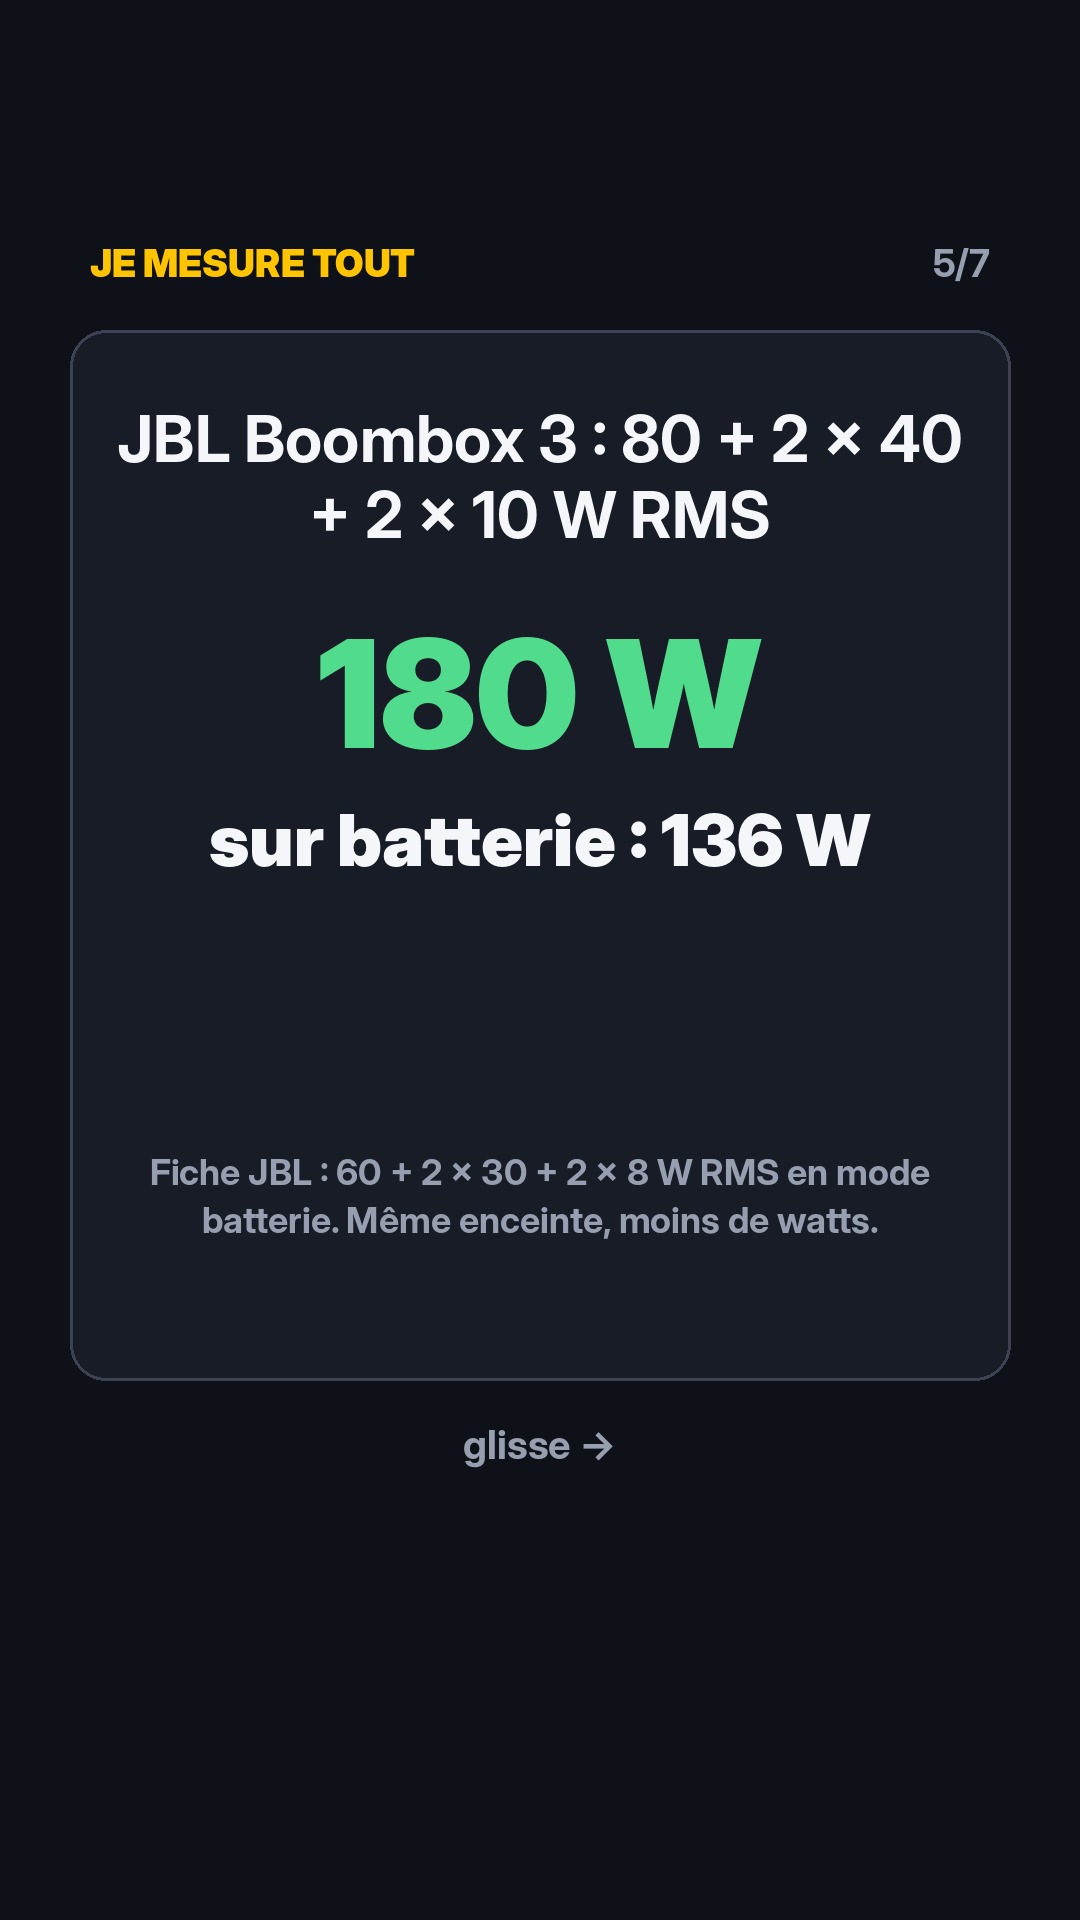 JE MESURE TOUT
5/7
JBL Boombox 3 : 80 + 2 × 40
+ 2 × 10 W RMS
180 W
sur batterie : 136 W
Fiche JBL : 60 + 2 × 30 + 2 × 8 W RMS en mode
batterie. Même enceinte, moins de watts.
glisse →